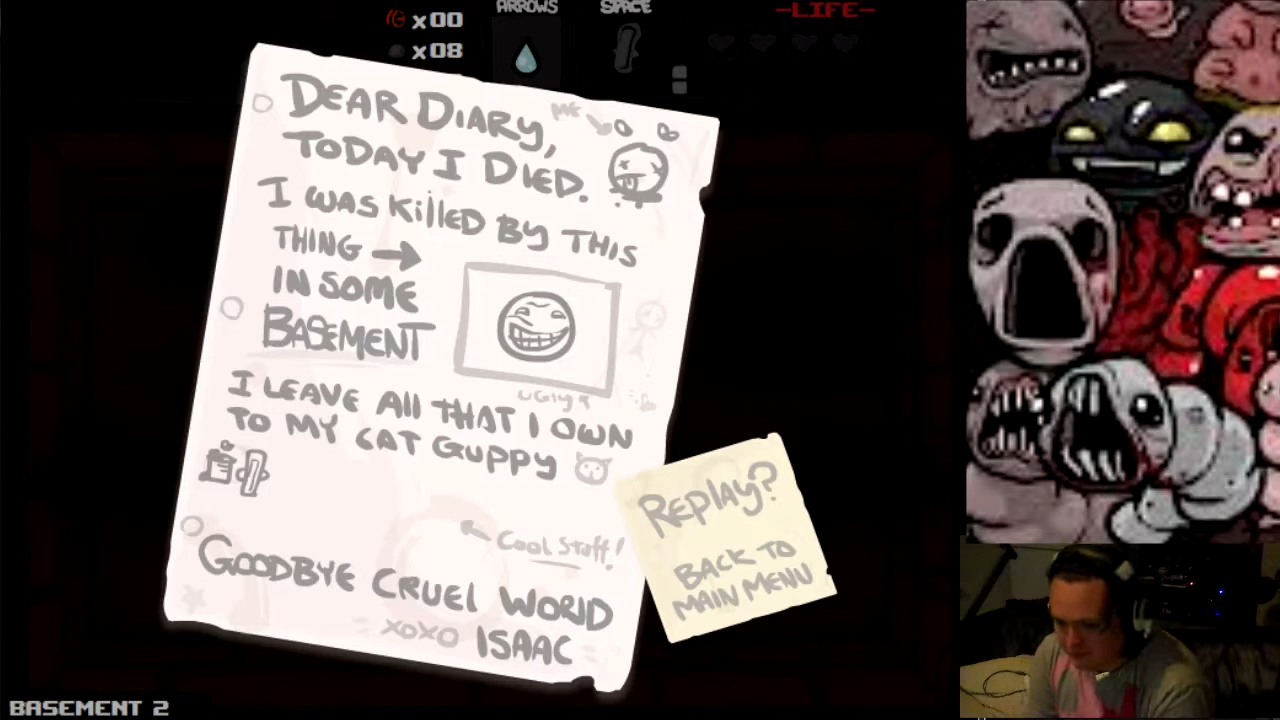 x00
x08
ARROWS
SPACE
-LIFE-
DEAR DIARY,
ME
TODAY I DIED.
I WAS KILLED BY THIS
THING →
IN SOME
BASEMENT
UGLY
I LEAVE ALL THAT I OWN
TO MY CAT GUPPY
COOL STUFF!
GOODBYE CRUEL WORLD
XOXO ISAAC
REPLAY?
BACK TO
MAIN MENU
BASEMENT 2